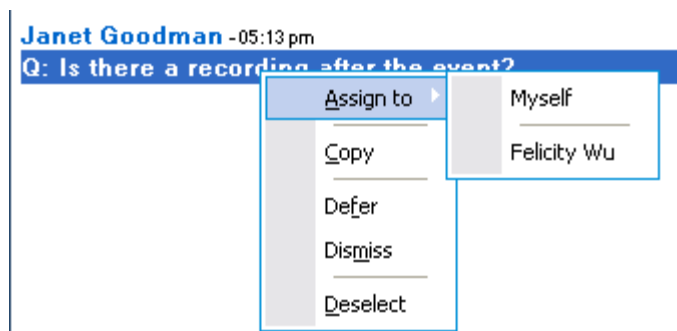 Janet Goodman - 05:13 pm
Q: Is there a recording after the event?
Assign to
Myself
Copy
Felicity Wu
Defer
Dismiss
Deselect